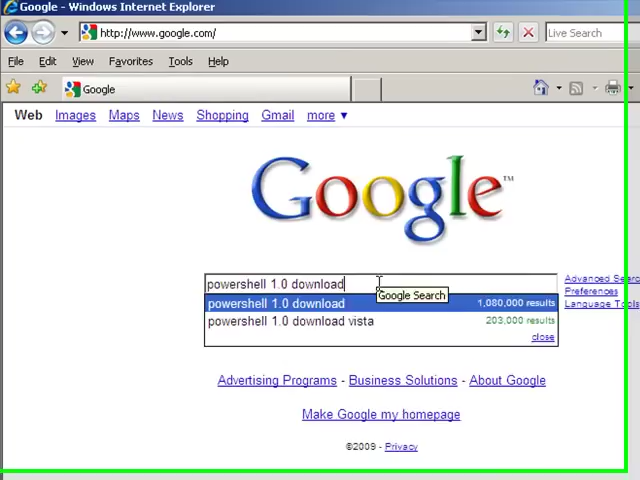 Google - Windows Internet Explorer
http://www.google.com/
Live Search
File Edit View Favorites Tools Help
Google
Web Images Maps News Shopping Gmail more ▼
Google™
powershell 1.0 download
Advanced Searc
Google Search
Preferences
powershell 1.0 download 1,080,000 results
Language Tools
powershell 1.0 download vista 203,000 results
close
Advertising Programs - Business Solutions - About Google
Make Google my homepage
©2009 - Privacy